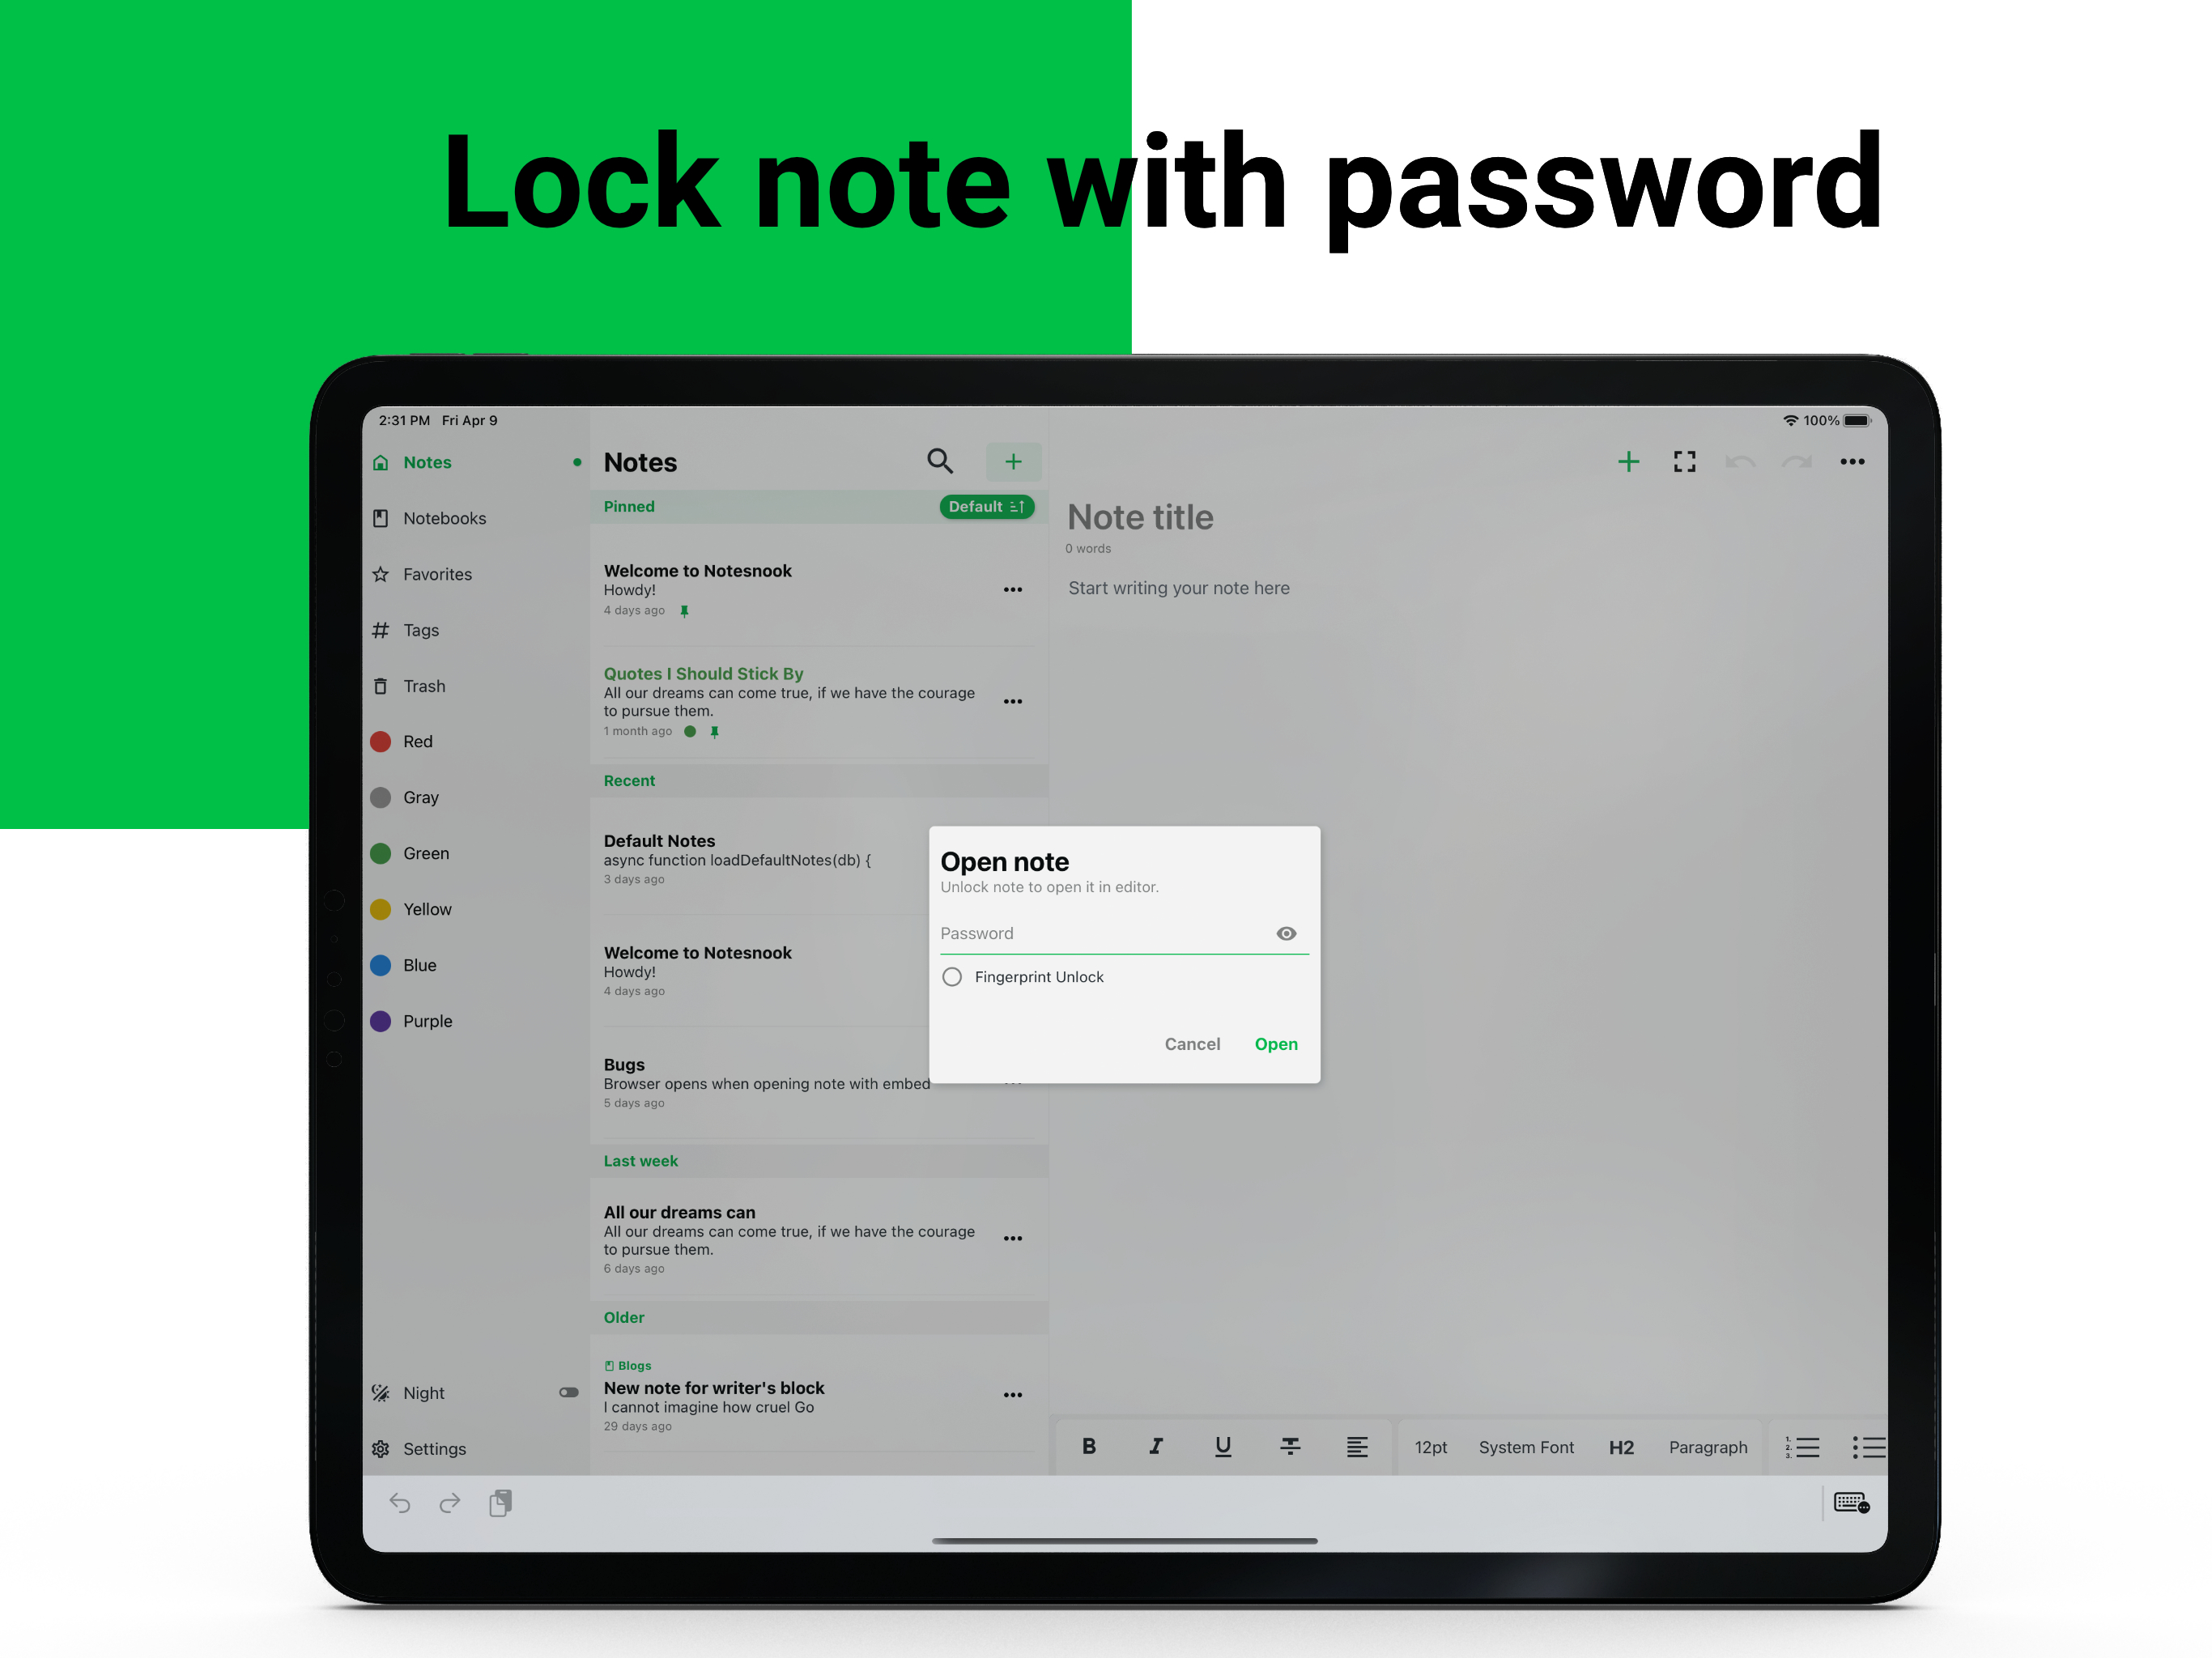 Lock note with password
2:31 PM Fri Apr 9
100%
Notes
Notebooks
Favorites
Tags
Trash
Red
Gray
Green
Yellow
Blue
Purple
Night
Settings
Notes
Pinned
Default
Welcome to Notesnook
Howdy!
4 days ago
Quotes I Should Stick By
All our dreams can come true, if we have the courage
to pursue them.
1 month ago
Recent
Default Notes
async function loadDefaultNotes(db) {
3 days ago
Welcome to Notesnook
Howdy!
4 days ago
Bugs
Browser opens when opening note with embed
5 days ago
Last week
All our dreams can
All our dreams can come true, if we have the courage
to pursue them.
6 days ago
Older
Blogs
New note for writer's block
I cannot imagine how cruel Go
29 days ago
Note title
0 words
Start writing your note here
Open note
Unlock note to open it in editor.
Password
Fingerprint Unlock
Cancel Open
B I U T 12pt System Font H2 Paragraph